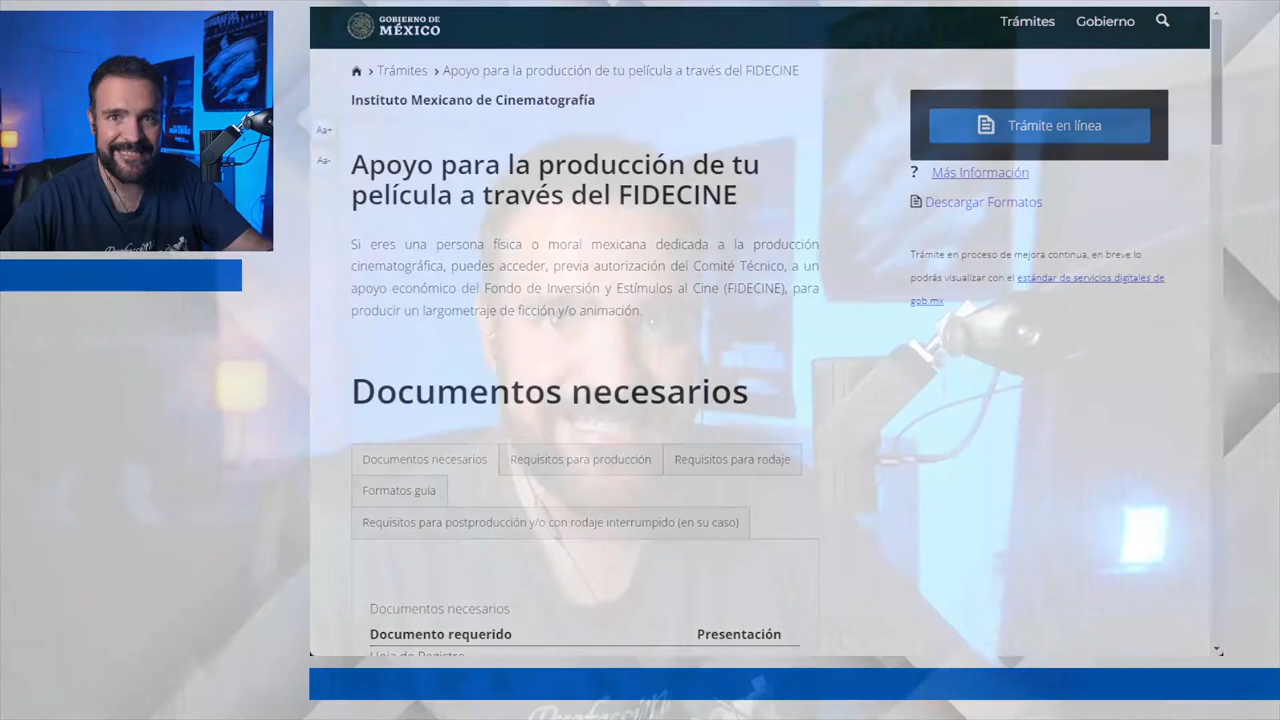 GOBIERNO DE
MÉXICO
Trámites
Gobierno
Trámites
Apoyo para la producción de tu película a través del FIDECINE
Instituto Mexicano de Cinematografía
Aa+
Aa-
Apoyo para la producción de tu
película a través del FIDECINE
Si eres una persona física o moral mexicana dedicada a la producción
cinematográfica, puedes acceder, previa autorización del Comité Técnico, a un
apoyo económico del Fondo de Inversión y Estímulos al Cine (FIDECINE), para
producir un largometraje de ficción y/o animación.
Trámite en línea
? Más Información
Descargar Formatos
Trámite en proceso de mejora continua, en breve lo
podrás visualizar con el estándar de servicios digitales de
gob.mx
Documentos necesarios
Documentos necesarios
Requisitos para producción
Requisitos para rodaje
Formatos guía
Requisitos para postproducción y/o con rodaje interrumpido (en su caso)
Documentos necesarios
Documento requerido
Presentación
Hoja de Registro